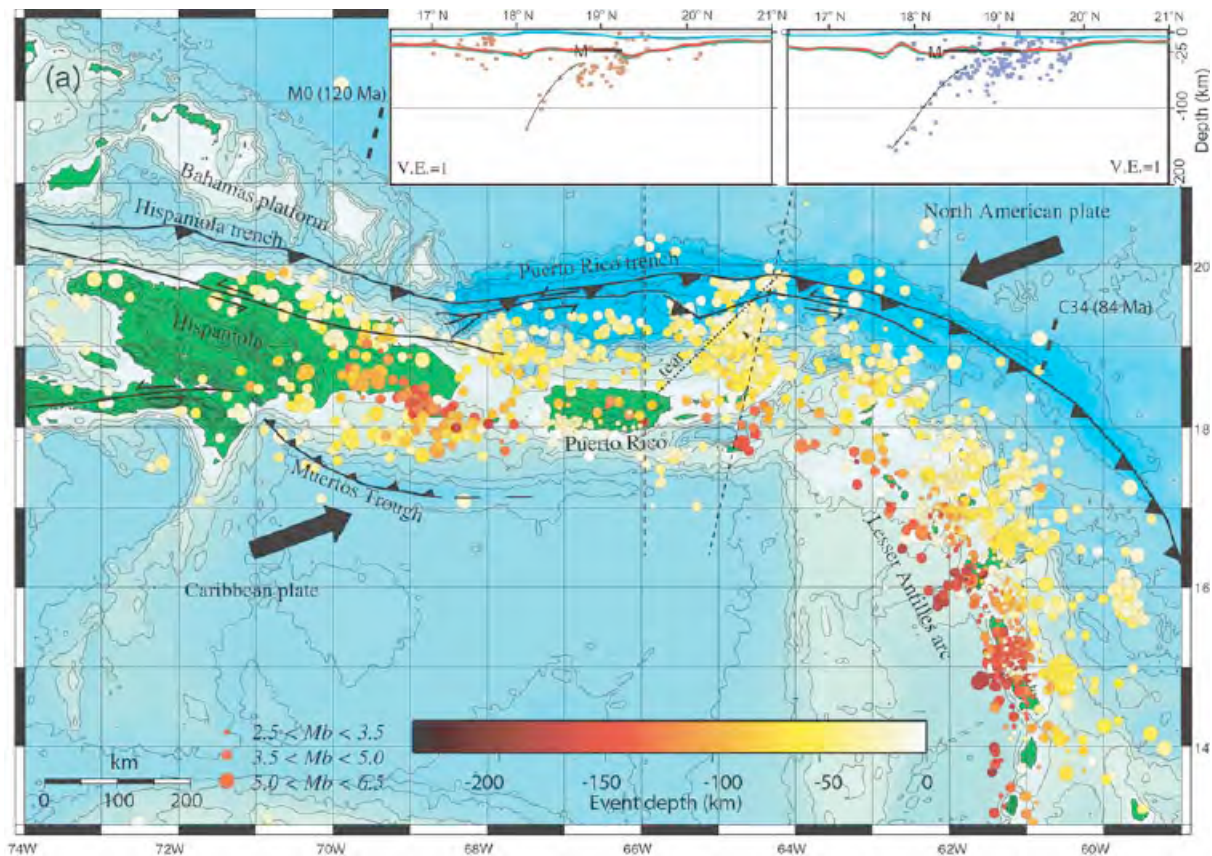 17°N 18°N 19°N 20°N 21°N
17°N 18°N 19°N 20°N 21°N
(a)
M0 (120 Ma)
M
V.E.=1
M
V.E.=1
0
-25
-100
-200
Depth (km)
Bahamas platform
Hispaniola trench
North American plate
Puerto Rico trench
C34 (84 Ma)
Hispaniola
tear
Puerto Rico
Muertos Trough
Caribbean plate
Lesser Antilles arc
20
19
18
17
16
15
14
2.5 < Mb < 3.5
3.5 < Mb < 5.0
5.0 < Mb < 6.5
km
0 100 200
-200 -150 -100 -50 0
Event depth (km)
74W 72W 70W 68W 66W 64W 62W 60W